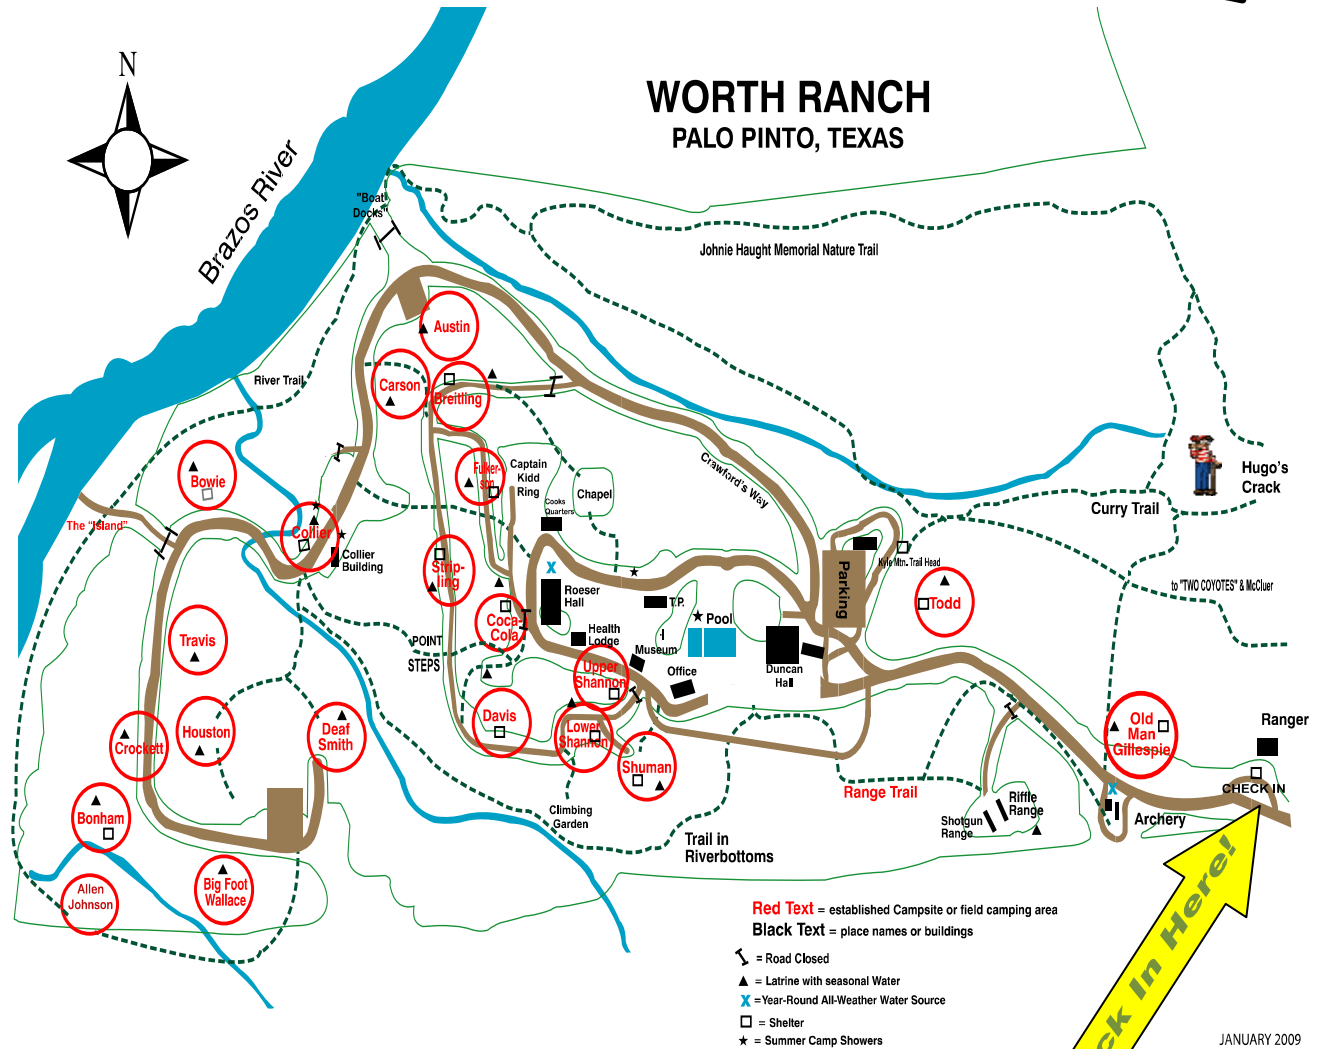 N
WORTH RANCH
PALO PINTO, TEXAS
Brazos River
"Boat
Docks"
Johnie Haught Memorial Nature Trail
Austin
River Trail
Carson
Breitling
Crawford's Way
Hugo's
Crack
Curry Trail
Bowie
Fulker-
son
Captain
Kidd
Ring
Cooks
Quarters
Chapel
The "Island"
Collier
Collier
Building
Strip-
ling
Roeser
Hall
T.P.
Pool
Parking
Kyle Mtn. Trail Head
Todd
to "TWO COYOTES" & McCluer
Travis
POINT
STEPS
Coca-
Cola
Health
Lodge
Museum
Upper
Shannon
Office
Duncan
Hall
Houston
Crockett
Deaf
Smith
Davis
Lower
Shannon
Shuman
Old
Man
Gillespie
Ranger
CHECK IN
Range Trail
Riffle
Range
Shotgun
Range
Archery
Bonham
Climbing
Garden
Trail in
Riverbottoms
Allen
Johnson
Big Foot
Wallace
Red Text = established Campsite or field camping area
Black Text = place names or buildings
= Road Closed
= Latrine with seasonal Water
X =Year-Round All-Weather Water Source
= Shelter
= Summer Camp Showers
ck In Here!
JANUARY 2009